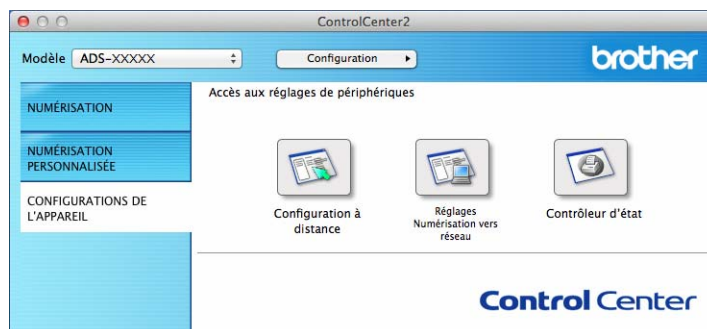 ControlCenter2
Modèle
ADS-XXXXX
Configuration
brother
NUMÉRISATION
NUMÉRISATION
PERSONNALISÉE
CONFIGURATIONS DE
L'APPAREIL
Accès aux réglages de périphériques
Configuration à
distance
Réglages
Numérisation vers
réseau
Contrôleur d'état
Control Center